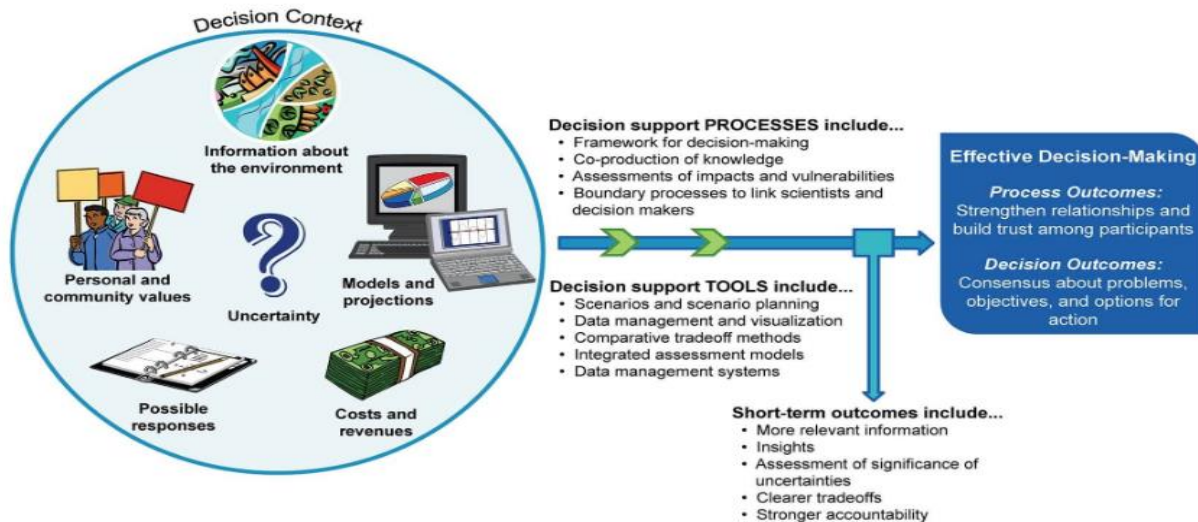 Decision Context
Information about
the environment
Personal and
community values
Uncertainty
Models and
projections
Possible
responses
Costs and
revenues
Decision support PROCESSES include...
• Framework for decision-making
• Co-production of knowledge
• Assessments of impacts and vulnerabilities
• Boundary processes to link scientists and
decision makers
Decision support TOOLS include...
• Scenarios and scenario planning
• Data management and visualization
• Comparative tradeoff methods
• Integrated assessment models
• Data management systems
Short-term outcomes include...
• More relevant information
• Insights
• Assessment of significance of
uncertainties
• Clearer tradeoffs
• Stronger accountability
Effective Decision-Making
Process Outcomes:
Strengthen relationships and
build trust among participants
Decision Outcomes:
Consensus about problems,
objectives, and options for
action